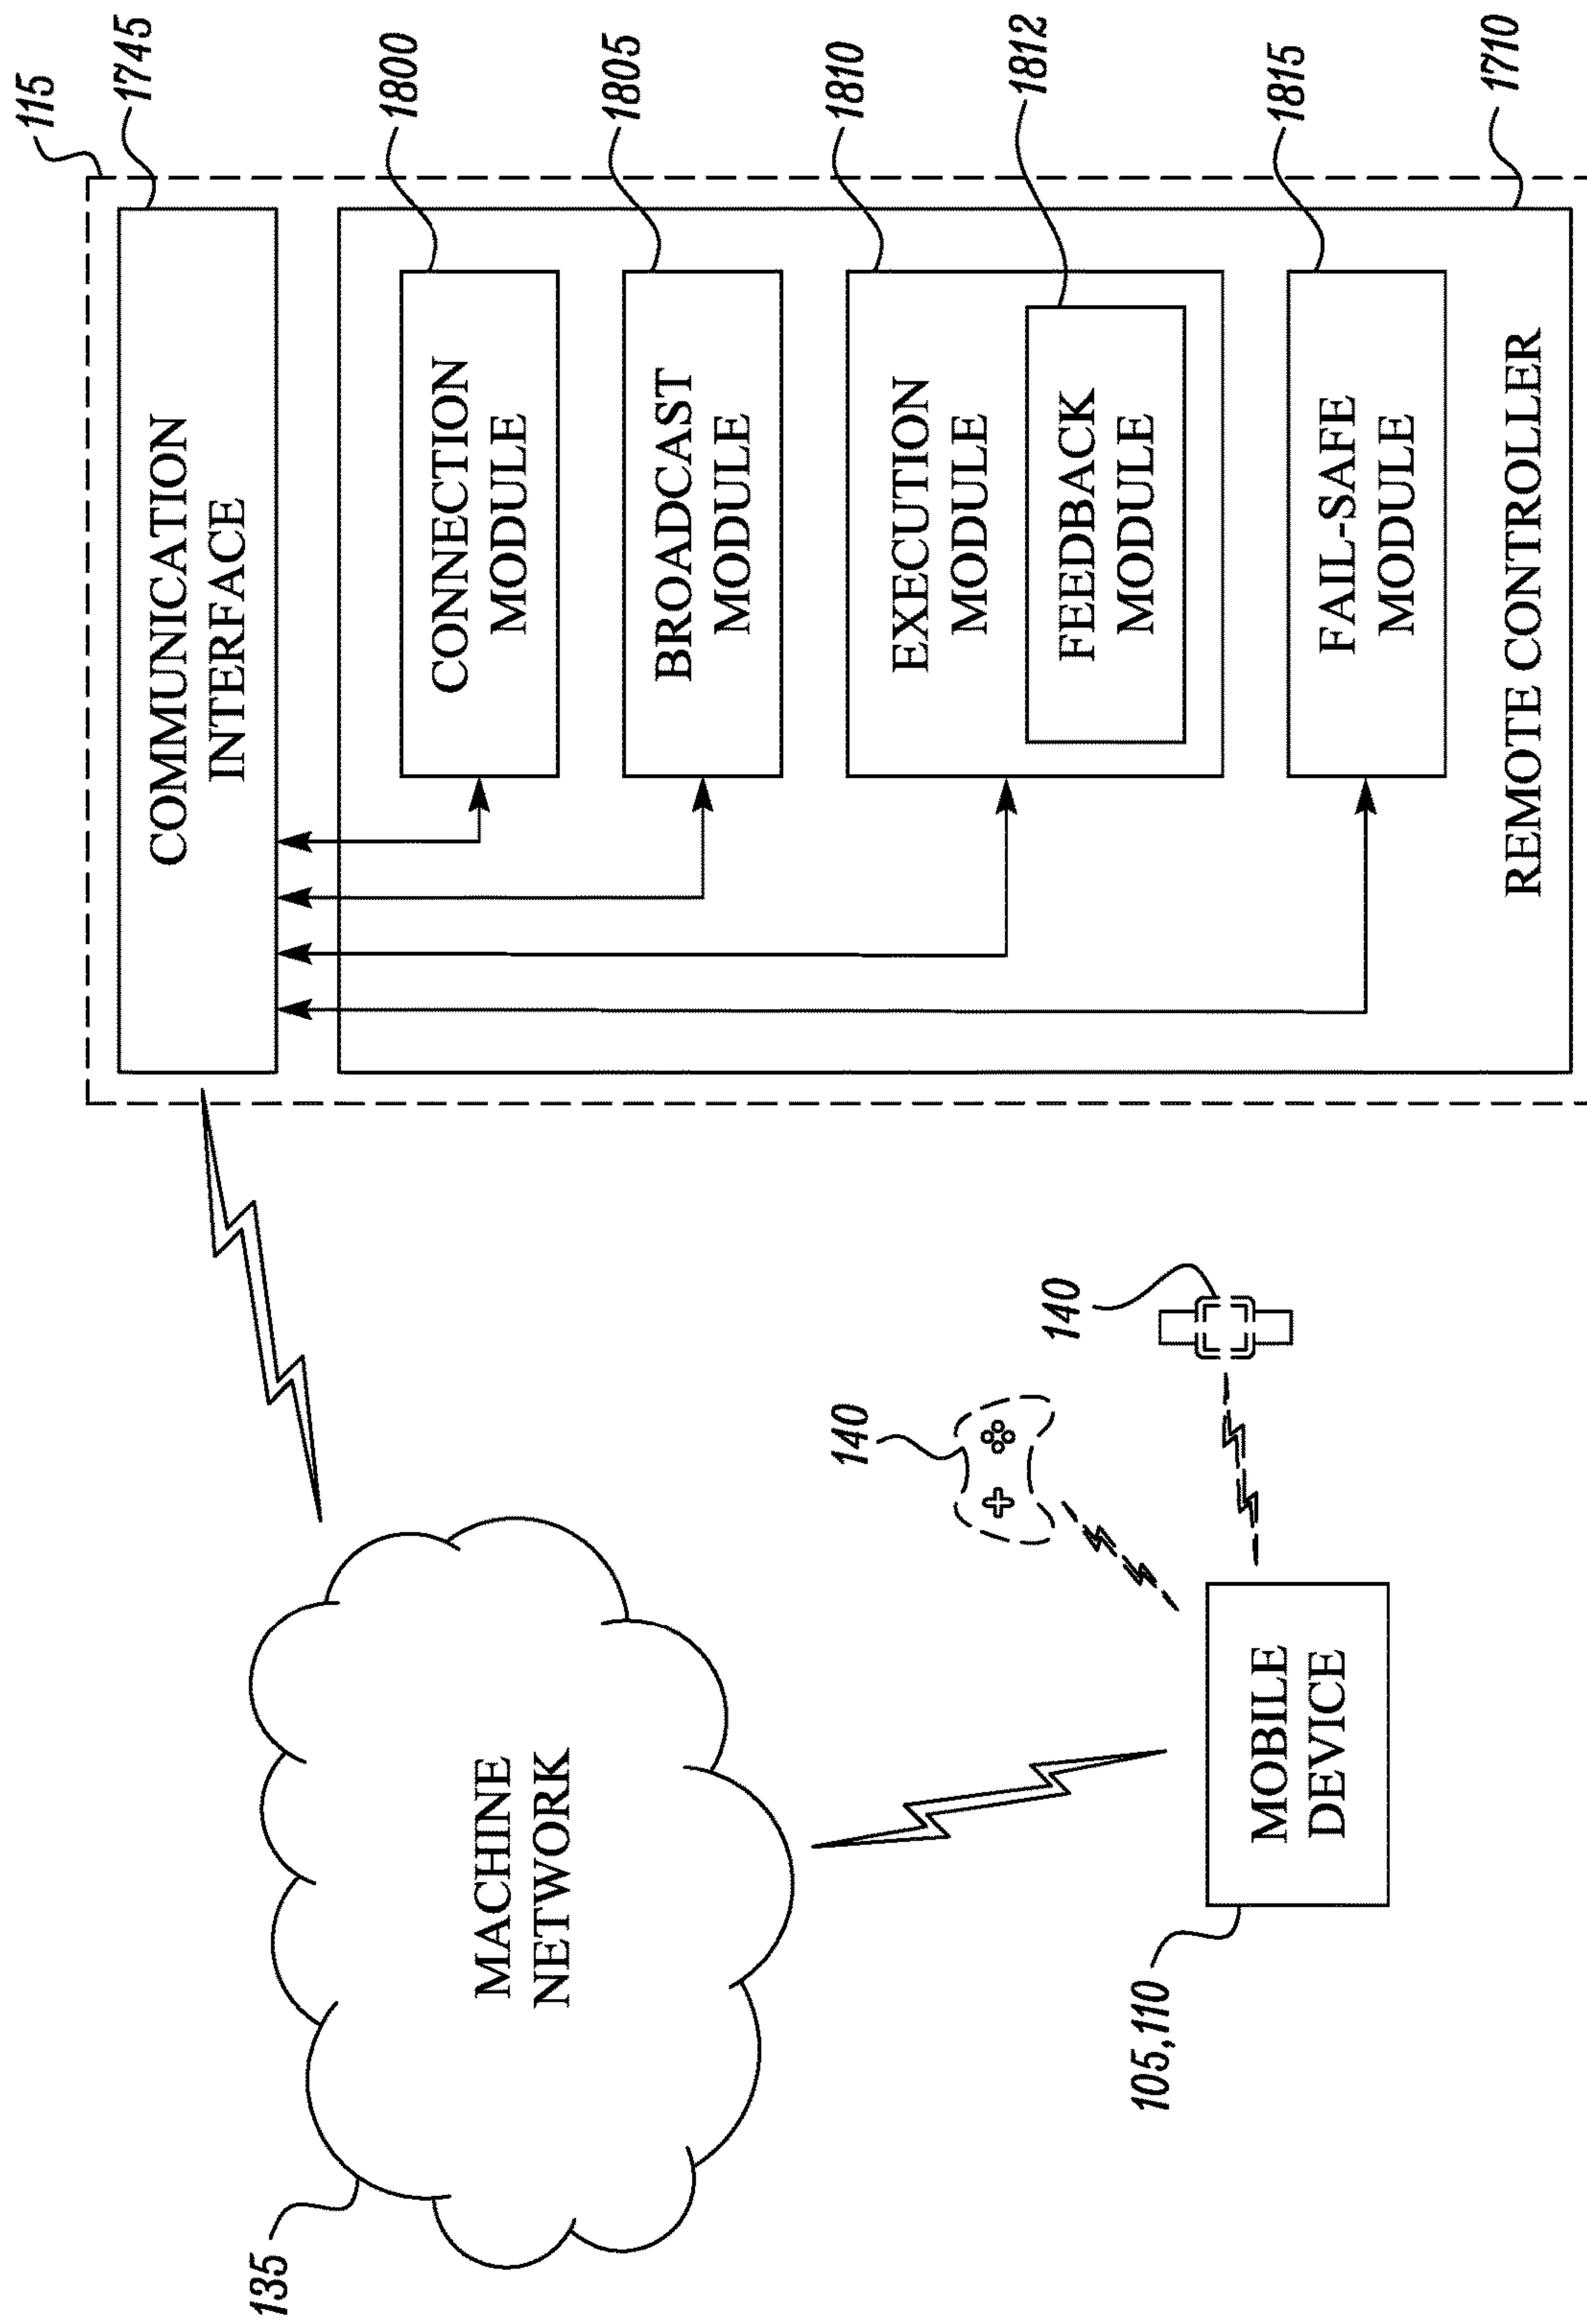 115
1745
COMMUNICATION
INTERFACE
1800
CONNECTION
MODULE
1805
BROADCAST
MODULE
1810
EXECUTION
MODULE
1812
FEEDBACK
MODULE
1815
FAIL-SAFE
MODULE
REMOTE CONTROLLER
1710
135
MACHINE
NETWORK
140
140
MOBILE
DEVICE
105,110